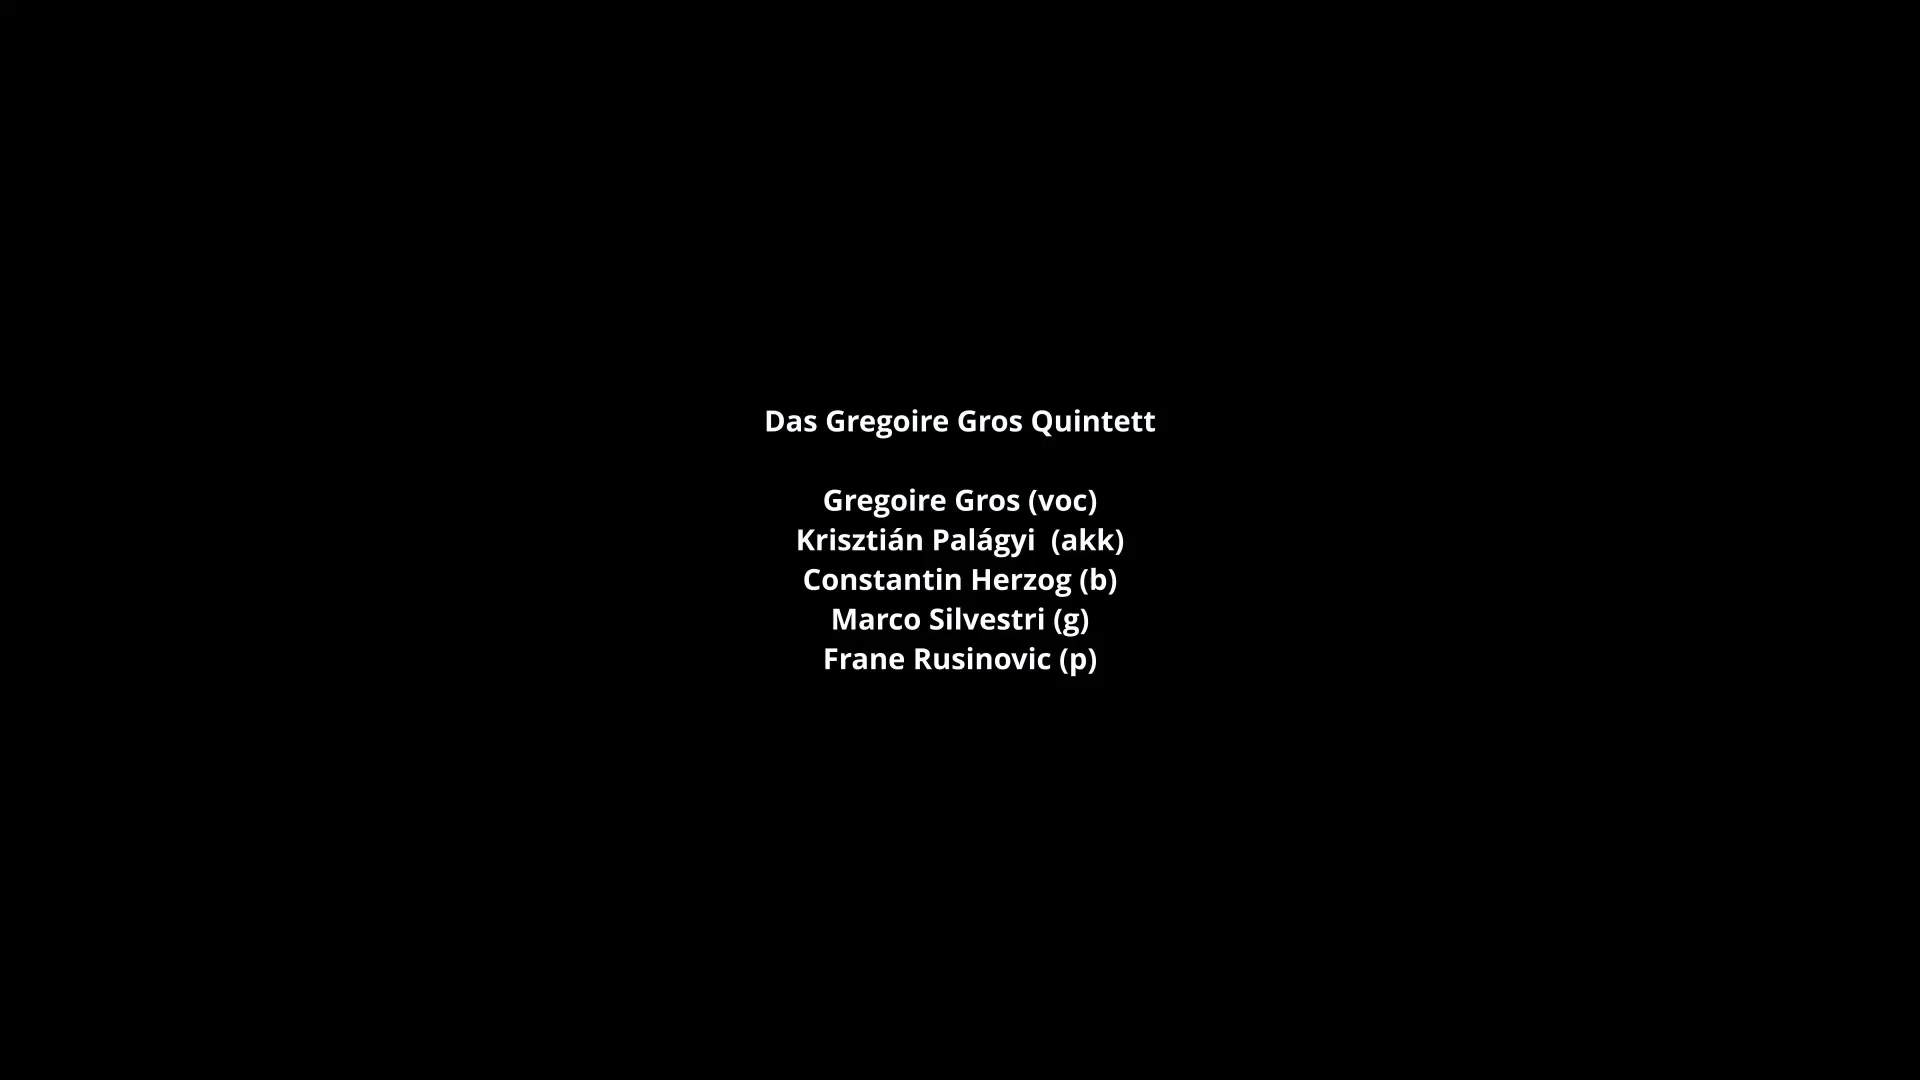 Das Gregoire Gros Quintett
Gregoire Gros (voc)
Krisztián Palágyi  (akk)
Constantin Herzog (b)
Marco Silvestri (g)
Frane Rusinovic (p)